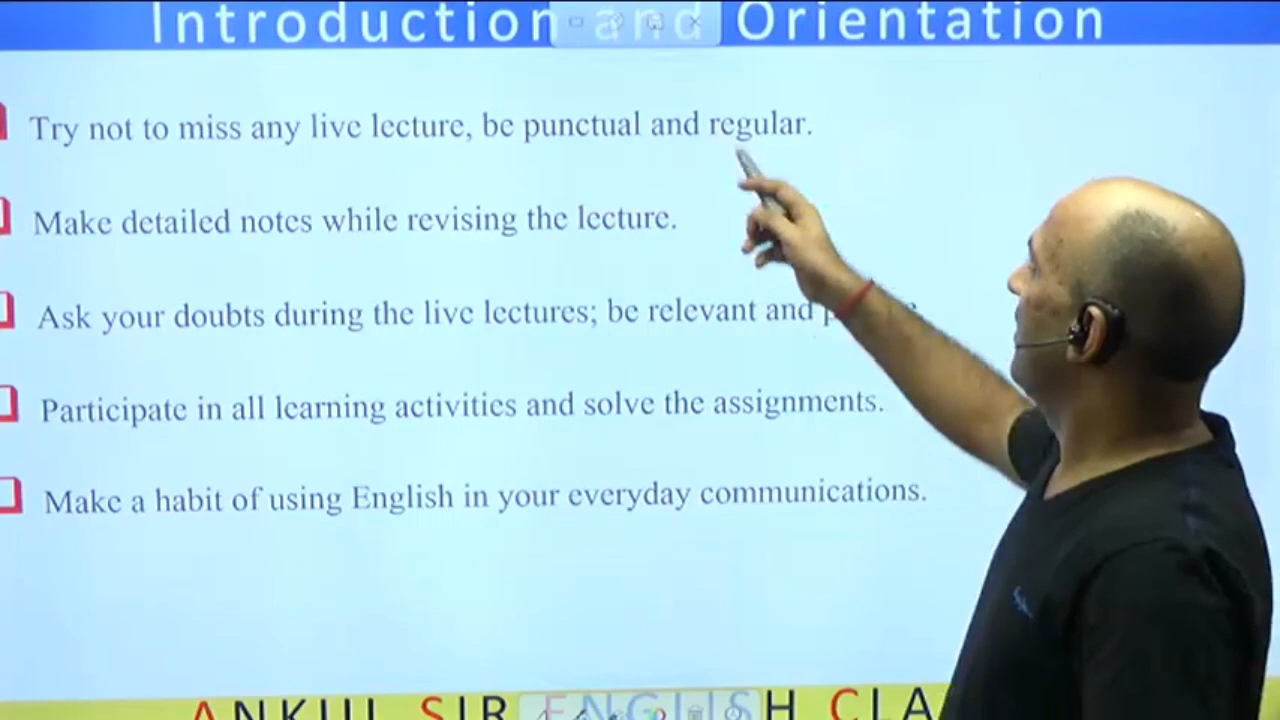 Introduction and Orientation
Try not to miss any live lecture, be punctual and regular.
Make detailed notes while revising the lecture.
Ask your doubts during the live lectures; be relevant and
Participate in all learning activities and solve the assignments.
Make a habit of using English in your everyday communications.
SIR ENGLISH